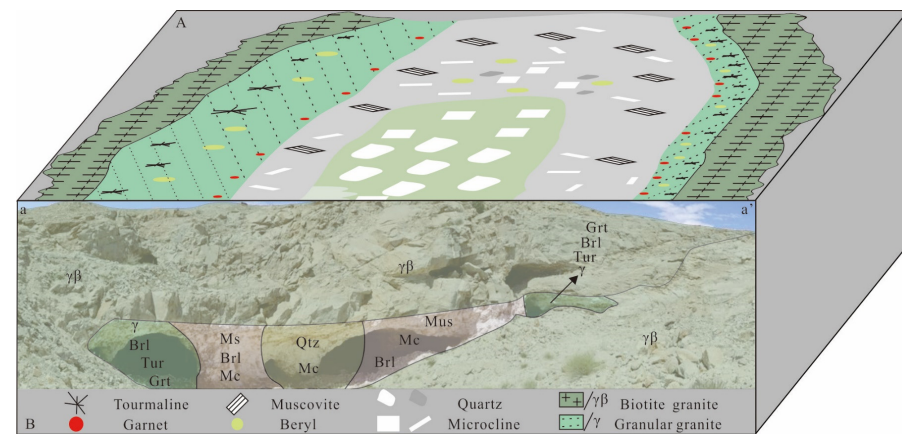 A
a
a'
Grt
Brl
Tur
γ
γβ
γβ
γβ
γ
Brl
Tur
Grt
Ms
Brl
Mc
Qtz
Mc
Mus
Mc
Brl
Tourmaline
Muscovite
Quartz
/γβ Biotite granite
B
Garnet
Beryl
Microcline
/γ Granular granite